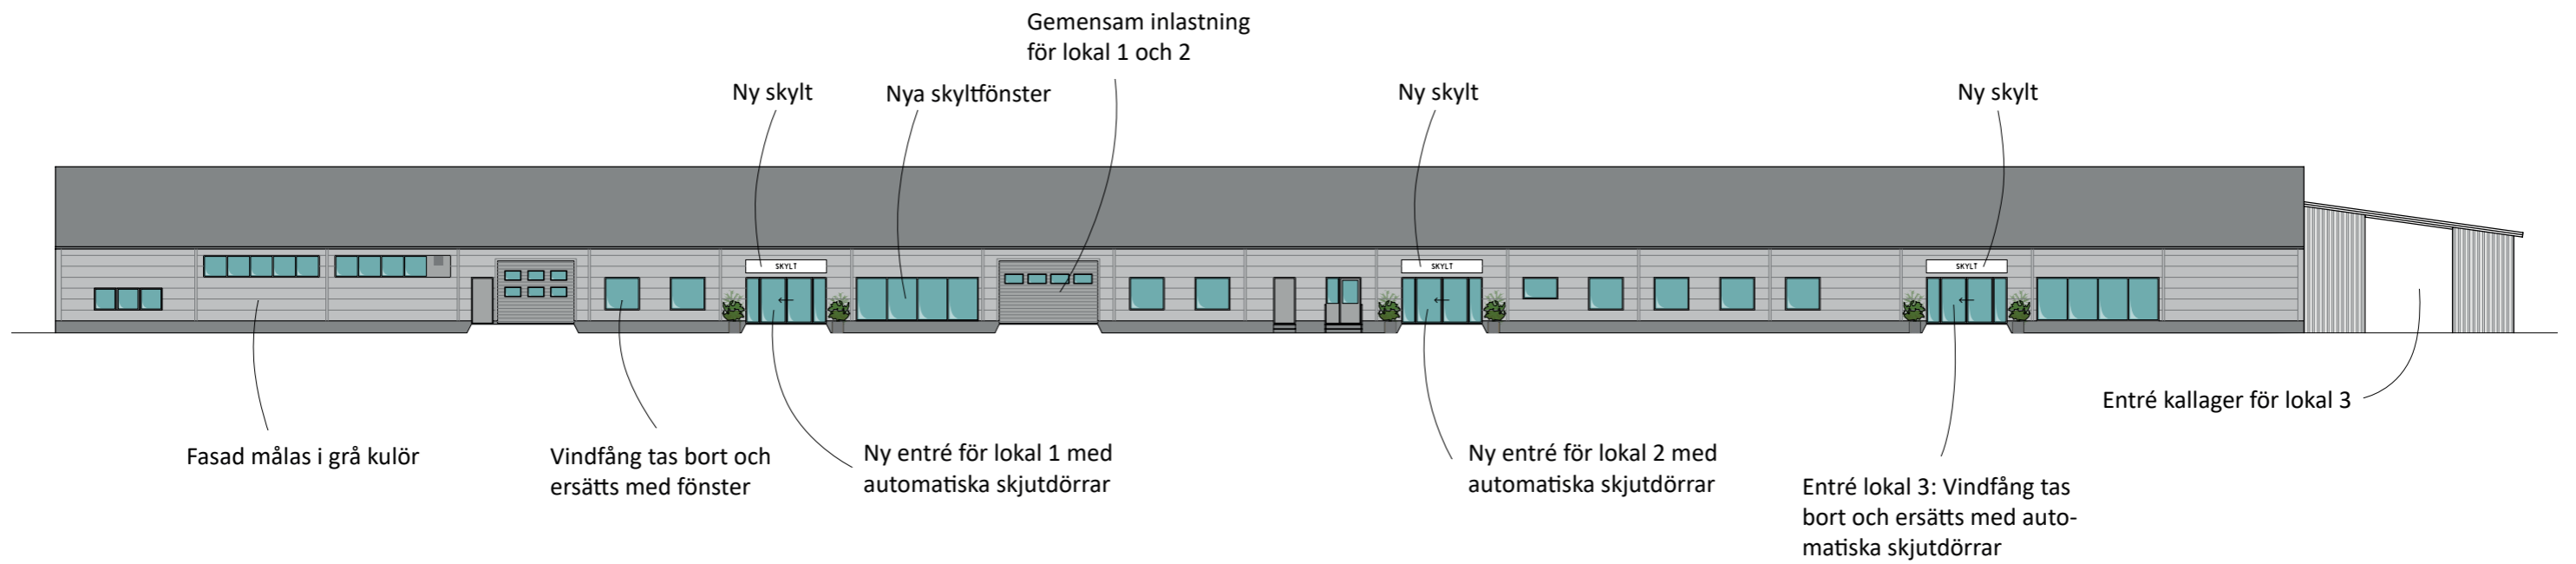 Gemensam inlastning
för lokal 1 och 2
Ny skylt
Nya skyltfönster
Ny skylt
Ny skylt
SKYLT
SKYLT
SKYLT
Fasad målas i grå kulör
Vindfång tas bort och
ersätts med fönster
Ny entré för lokal 1 med
automatiska skjutdörrar
Ny entré för lokal 2 med
automatiska skjutdörrar
Entré lokal 3: Vindfång tas
bort och ersätts med auto-
matiska skjutdörrar
Entré kallager för lokal 3